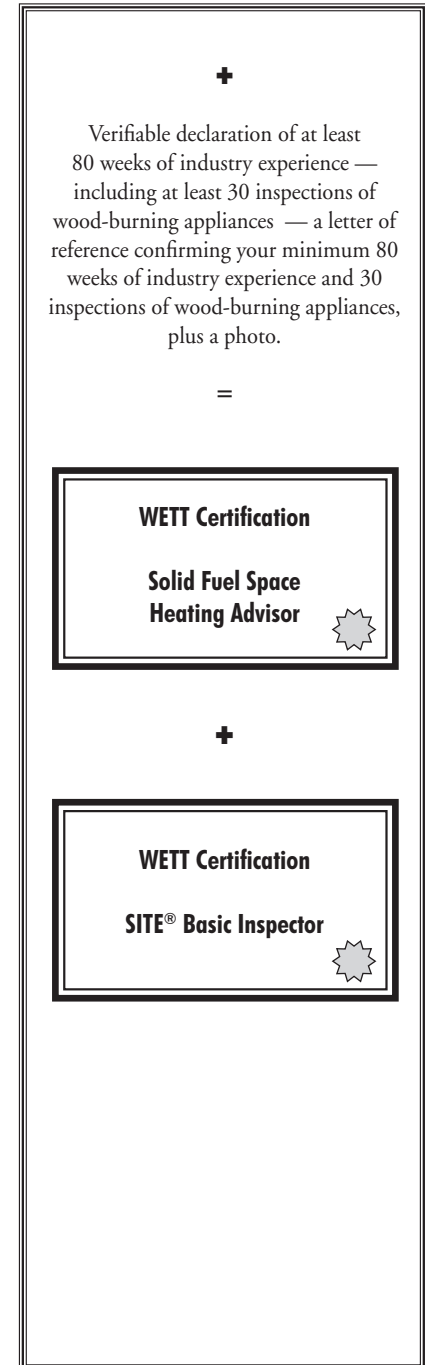 +
Verifiable declaration of at least
80 weeks of industry experience —
including at least 30 inspections of
wood-burning appliances — a letter of
reference confirming your minimum 80
weeks of industry experience and 30
inspections of wood-burning appliances,
plus a photo.
=
WETT Certification
Solid Fuel Space
Heating Advisor
+
WETT Certification
SITE® Basic Inspector